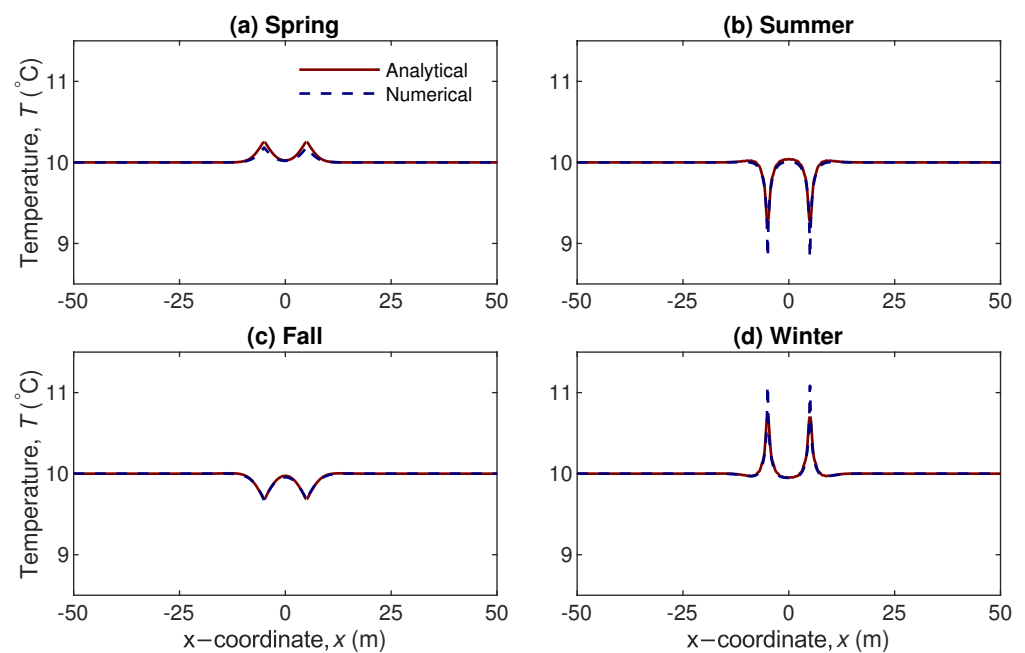 (a) Spring
(b) Summer
Analytical
Numerical
Temperature, T (°C)
11
10
9
-50 -25 0 25 50
11
10
9
-50 -25 0 25 50
(c) Fall
(d) Winter
Temperature, T (°C)
11
10
9
-50 -25 0 25 50
x−coordinate, x (m)
11
10
9
-50 -25 0 25 50
x−coordinate, x (m)